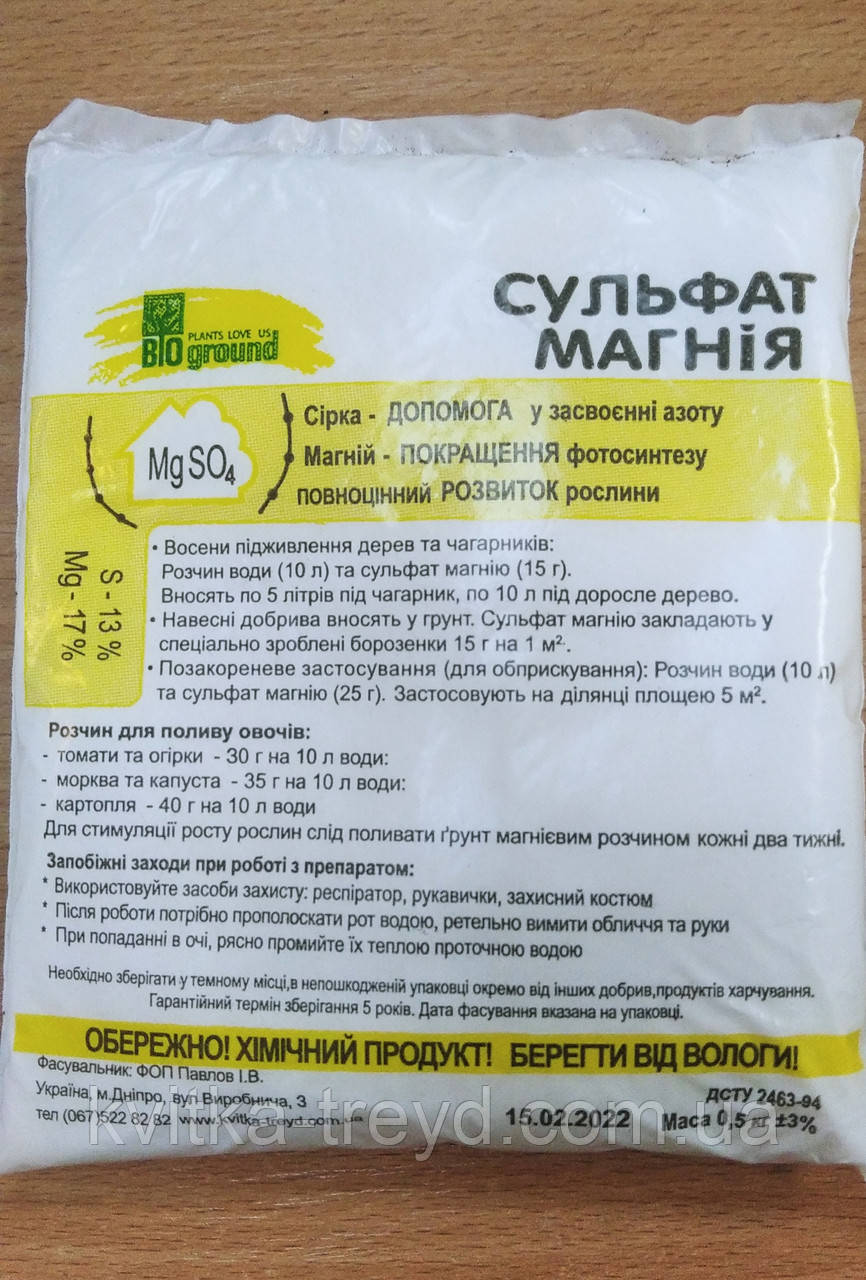 СУЛЬФАТ
МАГНІЯ
PLANTS LOVE US
BIO ground
Сірка - ДОПОМОГА у засвоєнні азоту
Магній - ПОКРАЩЕННЯ фотосинтезу
повноцінний РОЗВИТОК рослини
MgSO4
S - 13%
Mg - 17%
• Восени підживлення дерев та чагарників:
Розчин води (10 л) та сульфат магнію (15 г).
Вносять по 5 літрів під чагарник, по 10 л під доросле дерево.
• Навесні добрива вносять у грунт. Сульфат магнію закладають у
спеціально зроблені борозенки 15 г на 1 м².
• Позакореневе застосування (для обприскування): Розчин води (10 л)
та сульфат магнію (25 г). Застосовують на ділянці площею 5 м².
Розчин для поливу овочів:
- томати та огірки - 30 г на 10 л води:
- морква та капуста - 35 г на 10 л води:
- картопля - 40 г на 10 л води
Для стимуляції росту рослин слід поливати ґрунт магнієвим розчином кожні два тижні.
Запобіжні заходи при роботі з препаратом:
* Використовуйте засоби захисту: респіратор, рукавички, захисний костюм
* Після роботи потрібно прополоскати рот водою, ретельно вимити обличчя та руки
* При попаданні в очі, рясно промийте їх теплою проточною водою
Необхідно зберігати у темному місці,в непошкодженій упаковці окремо від інших добрив,продуктів харчування.
Гарантійний термін зберігання 5 років. Дата фасування вказана на упаковці.
ОБЕРЕЖНО! ХІМІЧНИЙ ПРОДУКТ! БЕРЕГТИ ВІД ВОЛОГИ!
Фасувальник: ФОП Павлов І.В.
Україна, м.Дніпро, вул Виробнича, 3
тел (067)522 82 82 www.kvitka-treyd.com.ua
15.02.2022
ДСТУ 2463-94
Маса 0,5 кг ±3%
kvitka-treyd.com.ua